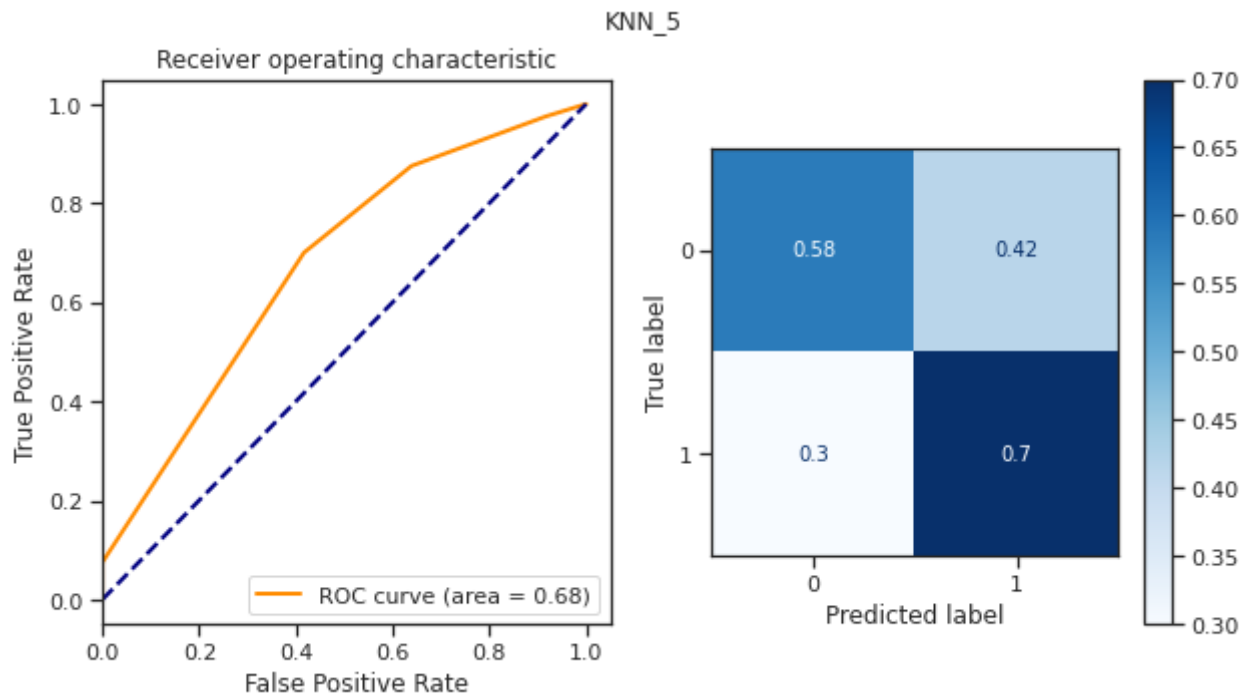 KNN_5
Receiver operating characteristic
1.0
0.8
0.6
0.4
0.2
0.0
True Positive Rate
ROC curve (area = 0.68)
0.0 0.2 0.4 0.6 0.8 1.0
False Positive Rate
True label
0
0.58 0.42
1
0.3 0.7
0 1
Predicted label
0.70
0.65
0.60
0.55
0.50
0.45
0.40
0.35
0.30